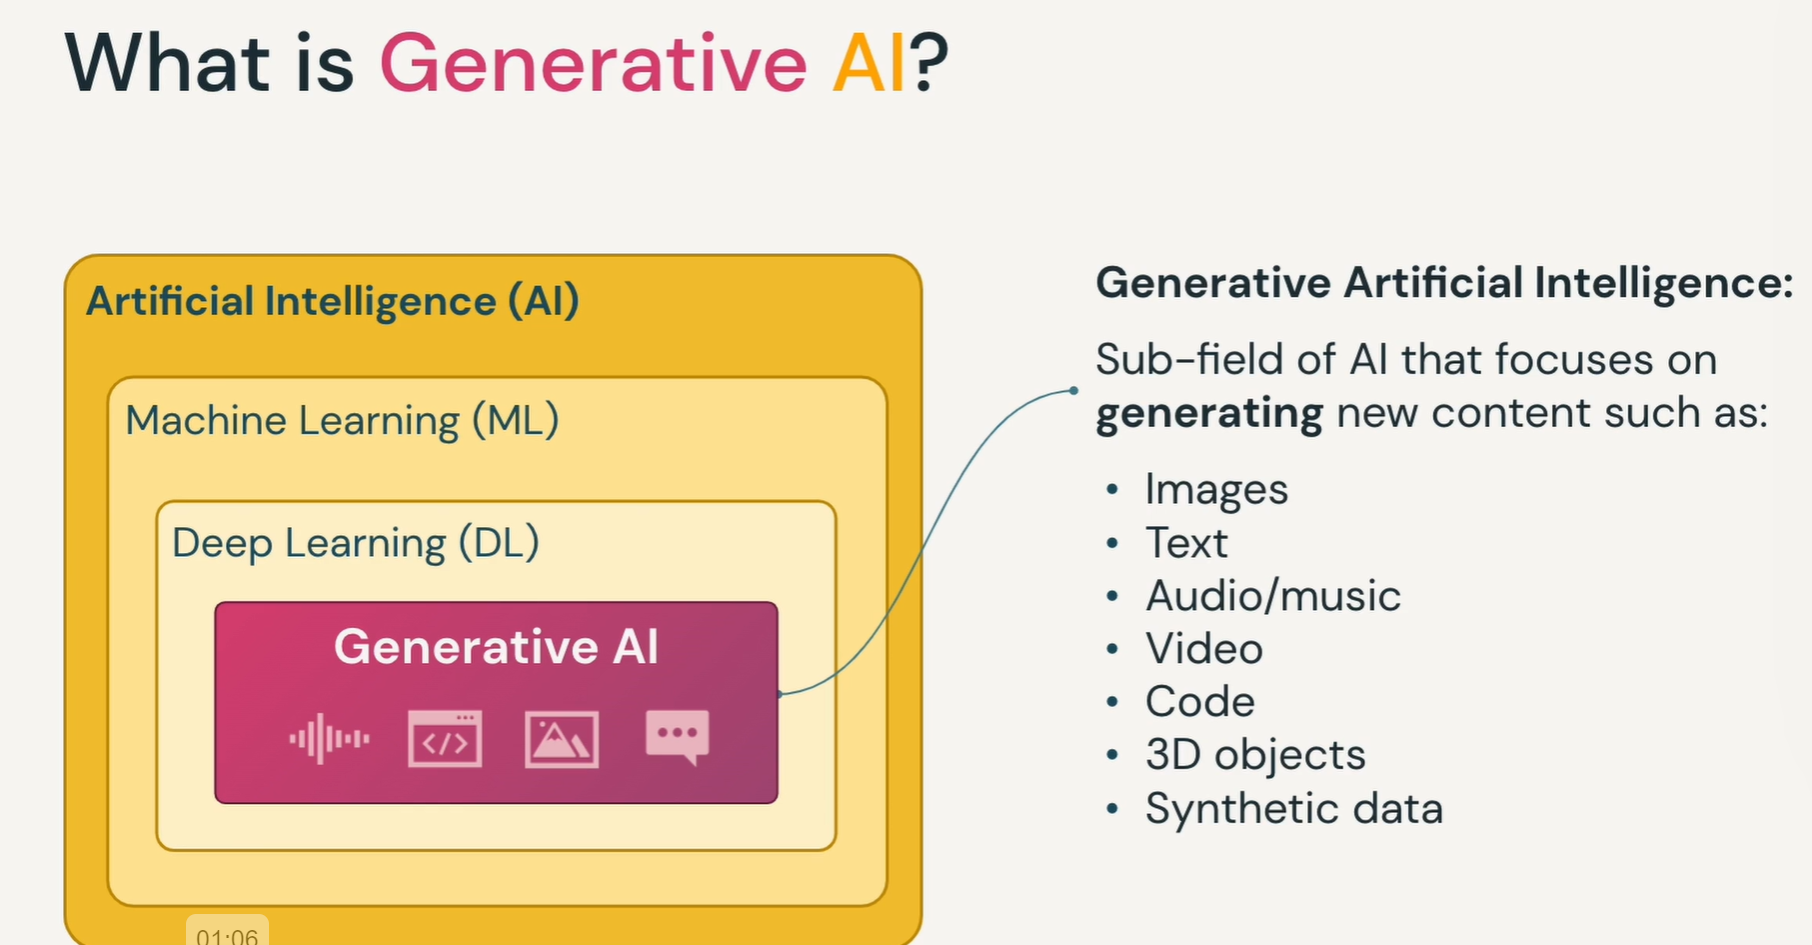 What is Generative AI?
Artificial Intelligence (AI)
Machine Learning (ML)
Deep Learning (DL)
Generative AI
</>
Generative Artificial Intelligence:
Sub-field of AI that focuses on
generating new content such as:
• Images
• Text
• Audio/music
• Video
• Code
• 3D objects
• Synthetic data
01:06